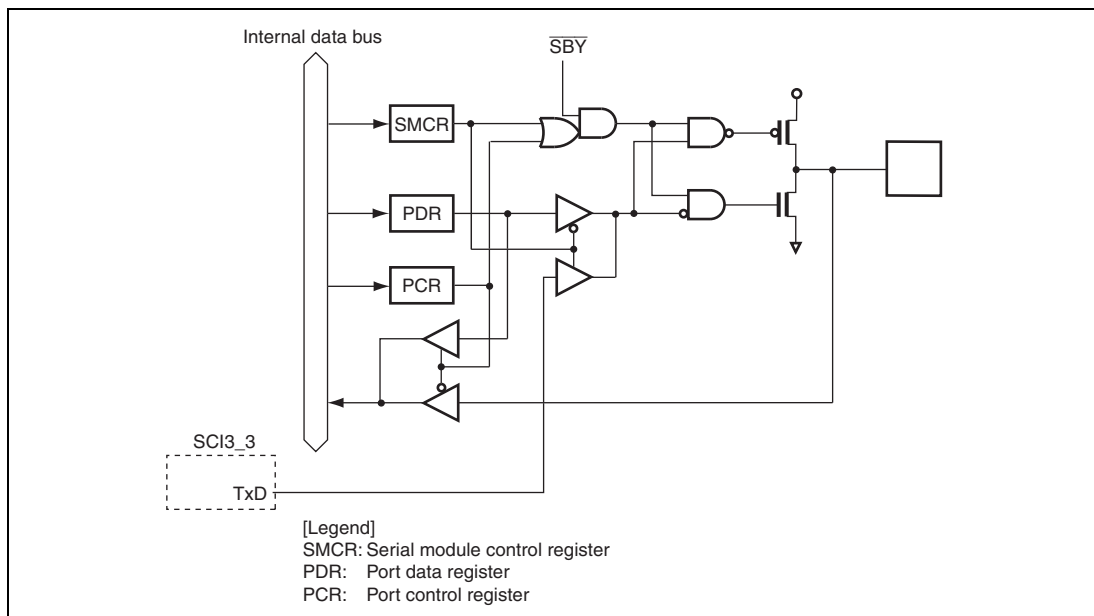 Internal data bus
SBY
SMCR
PDR
PCR
SCI3_3
TxD
[Legend]
SMCR: Serial module control register
PDR: Port data register
PCR: Port control register